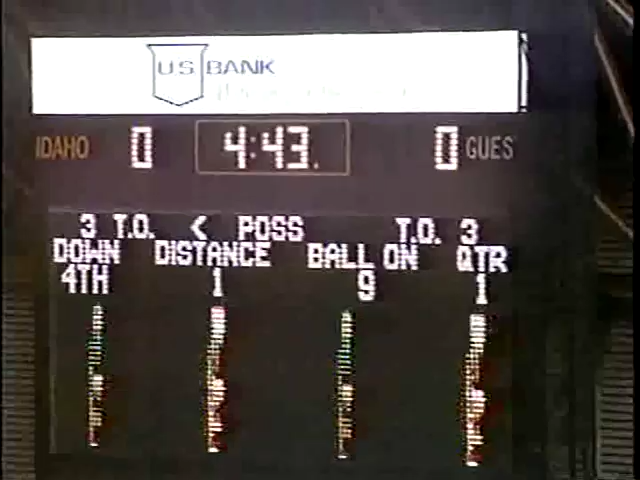 US BANK
IDAHO 0 4:43. 0 GUES
3 T.O. < POSS T.O. 3
DOWN DISTANCE BALL ON QTR
4TH 1 9 1